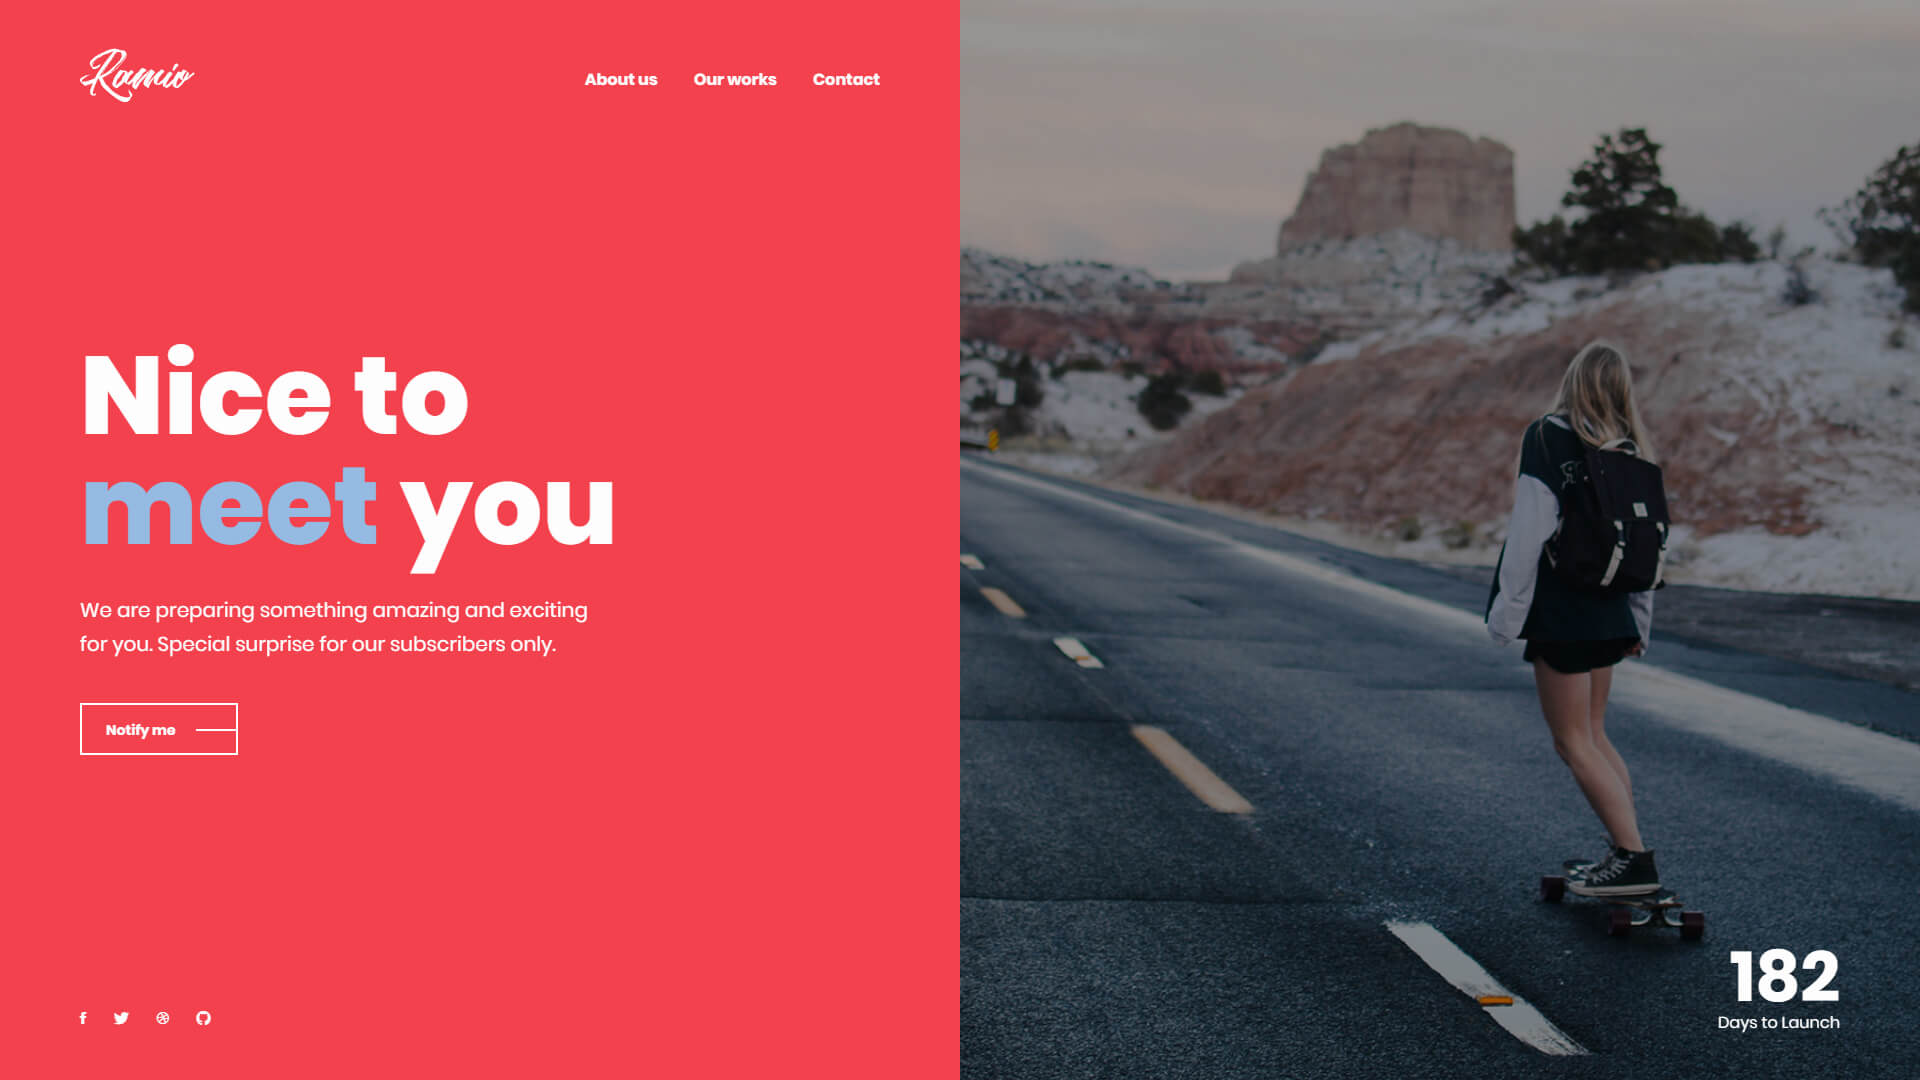 Ramio
About us Our works Contact
Nice to
meet you
We are preparing something amazing and exciting
for you. Special surprise for our subscribers only.
Notify me
182
Days to Launch